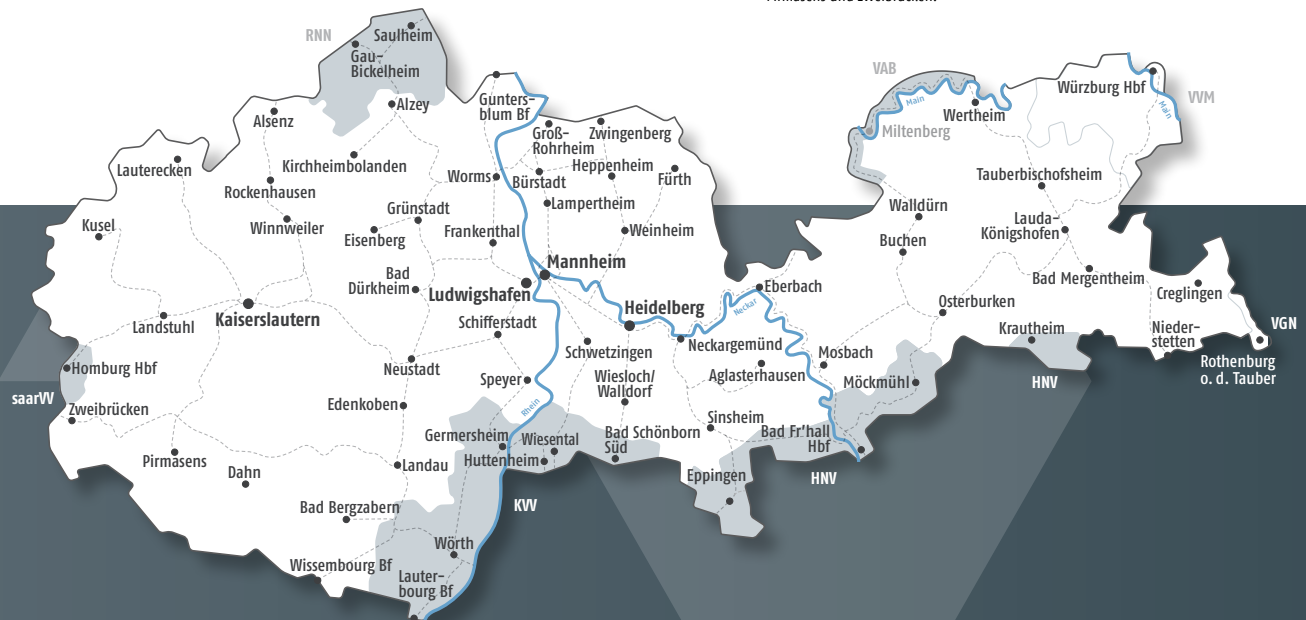 RNN
Saulheim
Gau-
Bickelheim
Alzey
Alsenz
Kirchheimbolanden
Lauterecken
Rockenhausen
Winnweiler
Kusel
Grünstadt
Eisenberg
Bad
Dürkheim
Kaiserslautern
Landstuhl
Homburg Hbf
saarVV
Zweibrücken
Pirmasens
Dahn
Neustadt
Edenkoben
Landau
Bad Bergzabern
Wissembourg Bf
Lauter-
bourg Bf
Wörth
Germersheim
Huttenheim
Wiesental
KVV
Rhein
Speyer
Schifferstadt
Ludwigshafen
Mannheim
Frankenthal
Worms
Gunters-
blum Bf
Groß-
Rohrheim
Zwingenberg
Heppenheim
Bürstadt
Fürth
Lampertheim
Weinheim
Heidelberg
Schwetzingen
Wiesloch/
Walldorf
Bad Schönborn
Süd
Neckargemünd
Neckar
Eberbach
Aglasterhausen
Mosbach
Sinsheim
Bad Fr'hall
Hbf
Eppingen
HNV
Möckmühl
Osterburken
Buchen
Walldürn
VAB
Main
Miltenberg
Wertheim
Würzburg Hbf
Main
VVM
Tauberbischofsheim
Lauda-
Königshofen
Bad Mergentheim
Krautheim
HNV
Creglingen
Nieder-
stetten
VGN
Rothenburg
o. d. Tauber